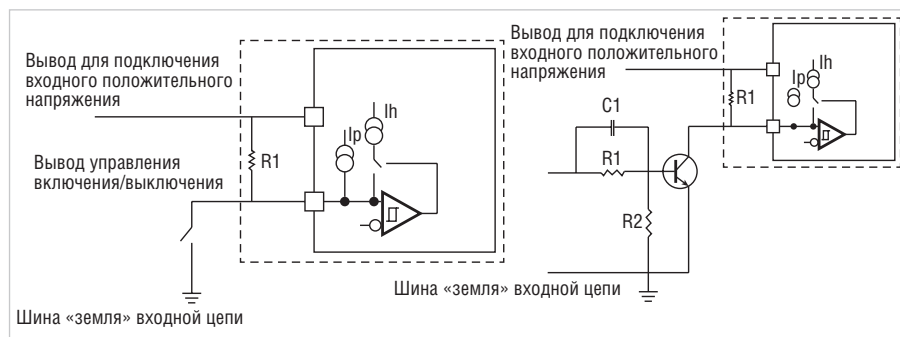 Вывод для подключения
входного положительного
напряжения
Ih
Ip
R1
Вывод управления
включения/выключения
Шина «земля» входной цепи
Вывод для подключения
входного положительного
напряжения
Ih
Ip
R1
C1
R1
R2
Шина «земля» входной цепи